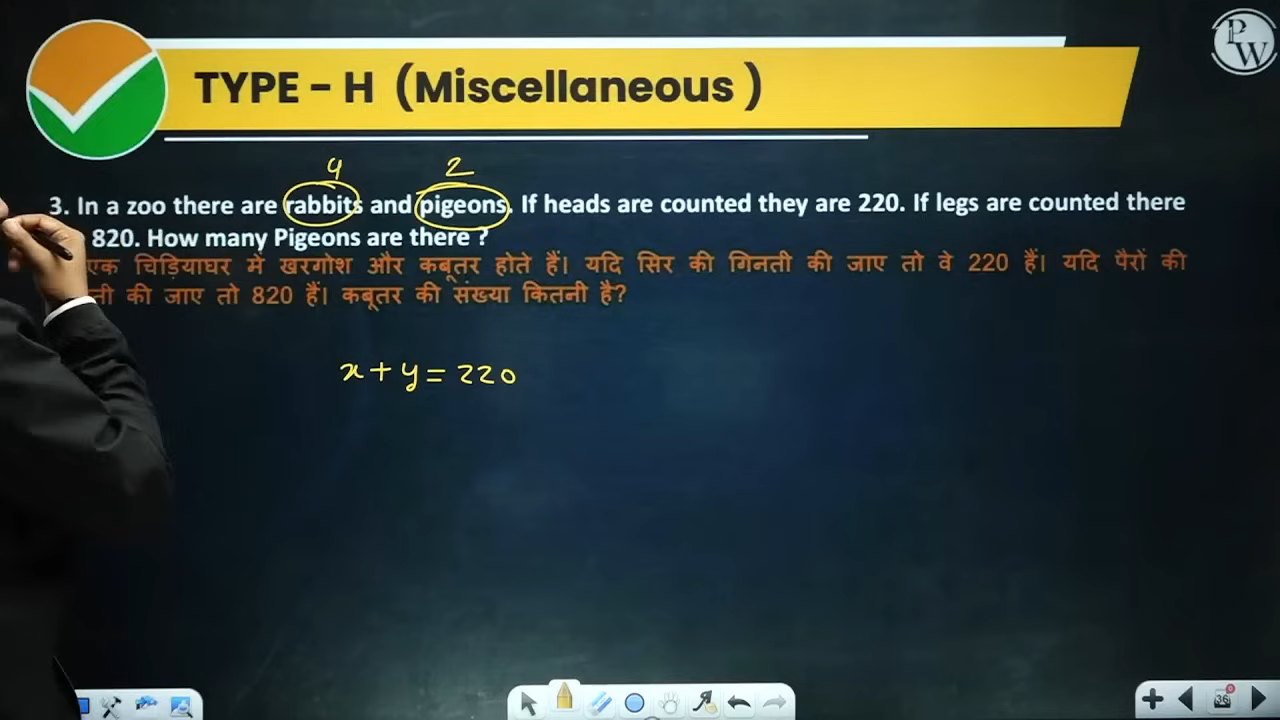 PW
TYPE - H (Miscellaneous )
4 2
3. In a zoo there are rabbits and pigeons. If heads are counted they are 220. If legs are counted there
820. How many Pigeons are there ?
एक चिड़ियाघर में खरगोश और कबूतर होते हैं। यदि सिर की गिनती की जाए तो वे 220 हैं। यदि पैरों की
की जाए तो 820 हैं। कबूतर की संख्या कितनी है?
x + y = 220
36